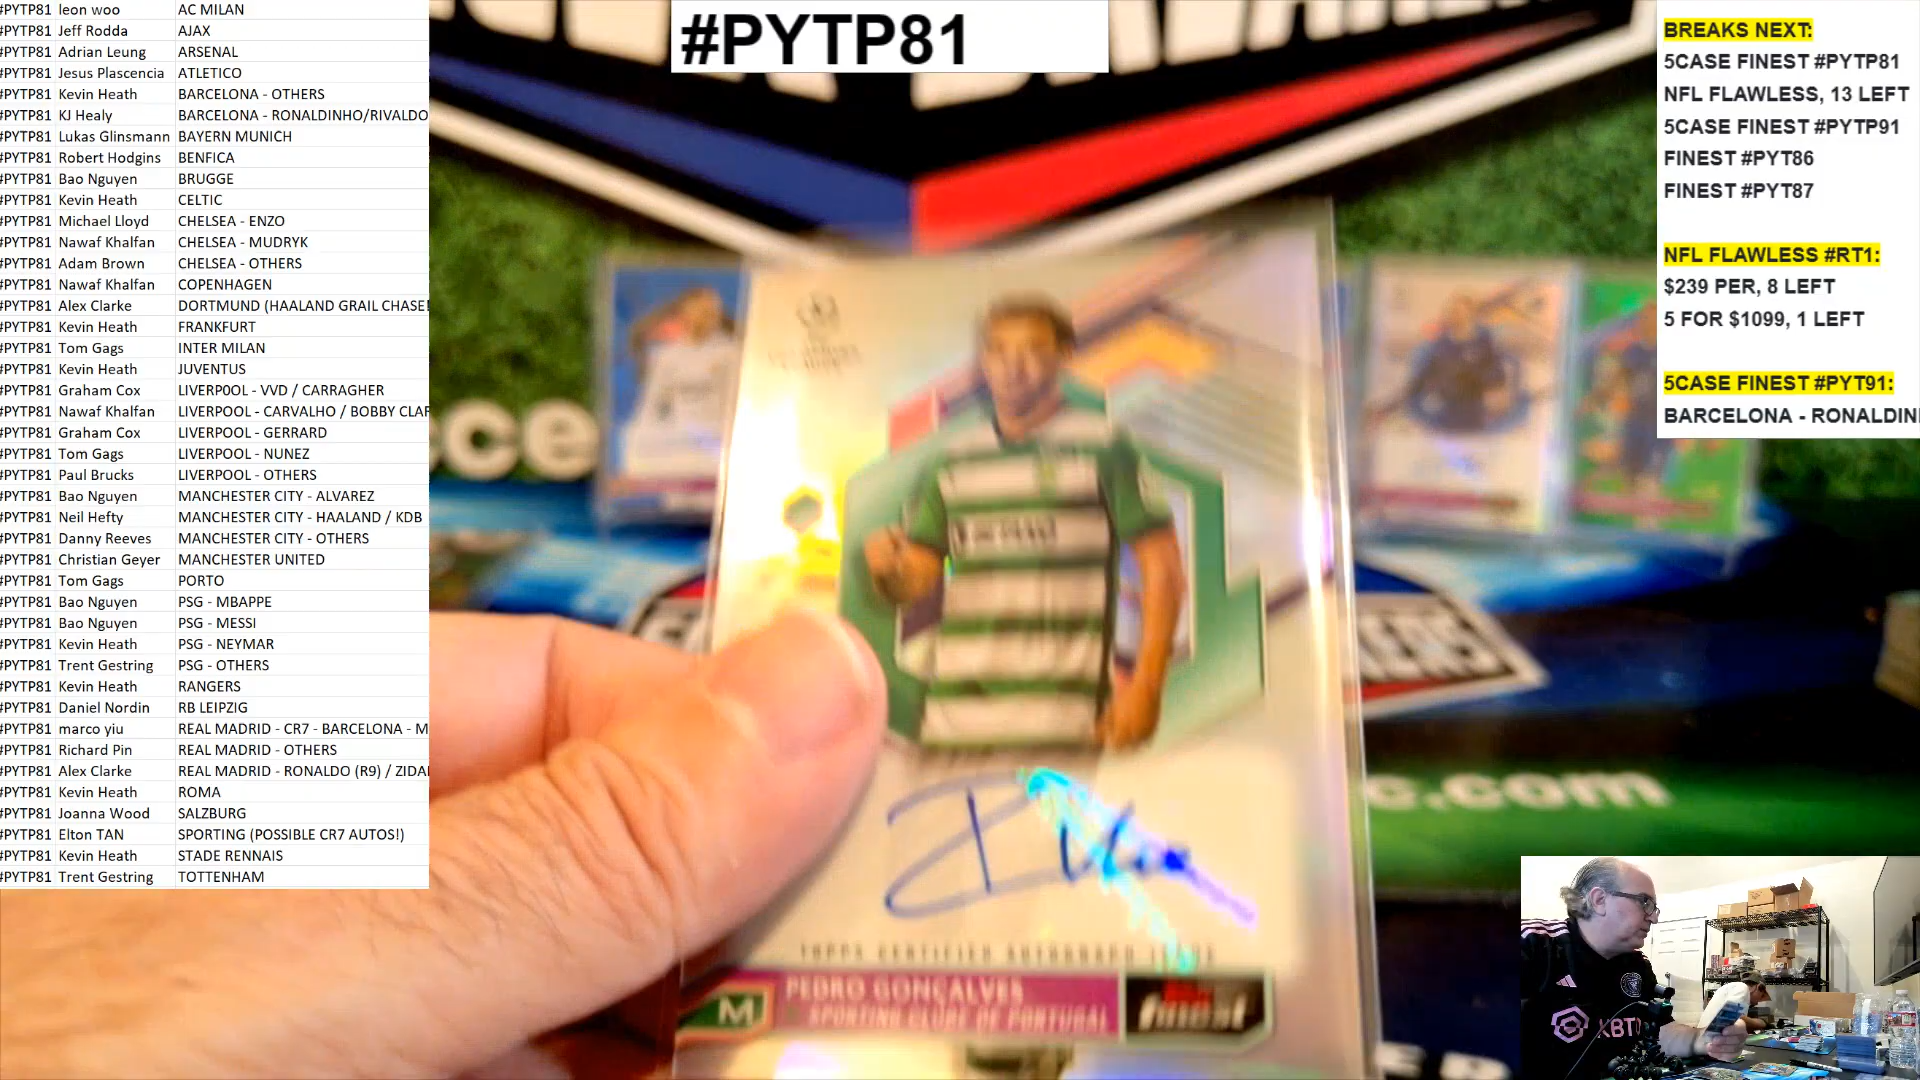 #PYTP81 leon woo AC MILAN
#PYTP81 Jeff Rodda AJAX
#PYTP81 Adrian Leung ARSENAL
#PYTP81 Jesus Plascencia ATLETICO
#PYTP81 Kevin Heath BARCELONA - OTHERS
#PYTP81 KJ Healy BARCELONA - RONALDINHO/RIVALDO
#PYTP81 Lukas Glinsmann BAYERN MUNICH
#PYTP81 Robert Hodgins BENFICA
#PYTP81 Bao Nguyen BRUGGE
#PYTP81 Kevin Heath CELTIC
#PYTP81 Michael Lloyd CHELSEA - ENZO
#PYTP81 Nawaf Khalfan CHELSEA - MUDRYK
#PYTP81 Adam Brown CHELSEA - OTHERS
#PYTP81 Nawaf Khalfan COPENHAGEN
#PYTP81 Alex Clarke DORTMUND (HAALAND GRAIL CHASE!
#PYTP81 Kevin Heath FRANKFURT
#PYTP81 Tom Gags INTER MILAN
#PYTP81 Kevin Heath JUVENTUS
#PYTP81 Graham Cox LIVERPOOL - VVD / CARRAGHER
#PYTP81 Nawaf Khalfan LIVERPOOL - CARVALHO / BOBBY CLAR
#PYTP81 Graham Cox LIVERPOOL - GERRARD
#PYTP81 Tom Gags LIVERPOOL - NUNEZ
#PYTP81 Paul Brucks LIVERPOOL - OTHERS
#PYTP81 Bao Nguyen MANCHESTER CITY - ALVAREZ
#PYTP81 Neil Hefty MANCHESTER CITY - HAALAND / KDB
#PYTP81 Danny Reeves MANCHESTER CITY - OTHERS
#PYTP81 Christian Geyer MANCHESTER UNITED
#PYTP81 Tom Gags PORTO
#PYTP81 Bao Nguyen PSG - MBAPPE
#PYTP81 Bao Nguyen PSG - MESSI
#PYTP81 Kevin Heath PSG - NEYMAR
#PYTP81 Trent Gestring PSG - OTHERS
#PYTP81 Kevin Heath RANGERS
#PYTP81 Daniel Nordin RB LEIPZIG
#PYTP81 marco yiu REAL MADRID - CR7 - BARCELONA - M
#PYTP81 Richard Pin REAL MADRID - OTHERS
#PYTP81 Alex Clarke REAL MADRID - RONALDO (R9) / ZIDA
#PYTP81 Kevin Heath ROMA
#PYTP81 Joanna Wood SALZBURG
#PYTP81 Elton TAN SPORTING (POSSIBLE CR7 AUTOS!)
#PYTP81 Kevin Heath STADE RENNAIS
#PYTP81 Trent Gestring TOTTENHAM
#PYTP81
TOPPS CERTIFIED AUTOGRAPH ISSUE
M PEDRO GONÇALVES
SPORTING CLUBE DE PORTUGAL
finest
c.com
BREAKS NEXT:
5CASE FINEST #PYTP81
NFL FLAWLESS, 13 LEFT
5CASE FINEST #PYTP91
FINEST #PYT86
FINEST #PYT87
NFL FLAWLESS #RT1:
$239 PER, 8 LEFT
5 FOR $1099, 1 LEFT
5CASE FINEST #PYT91:
BARCELONA - RONALDIN
XBT